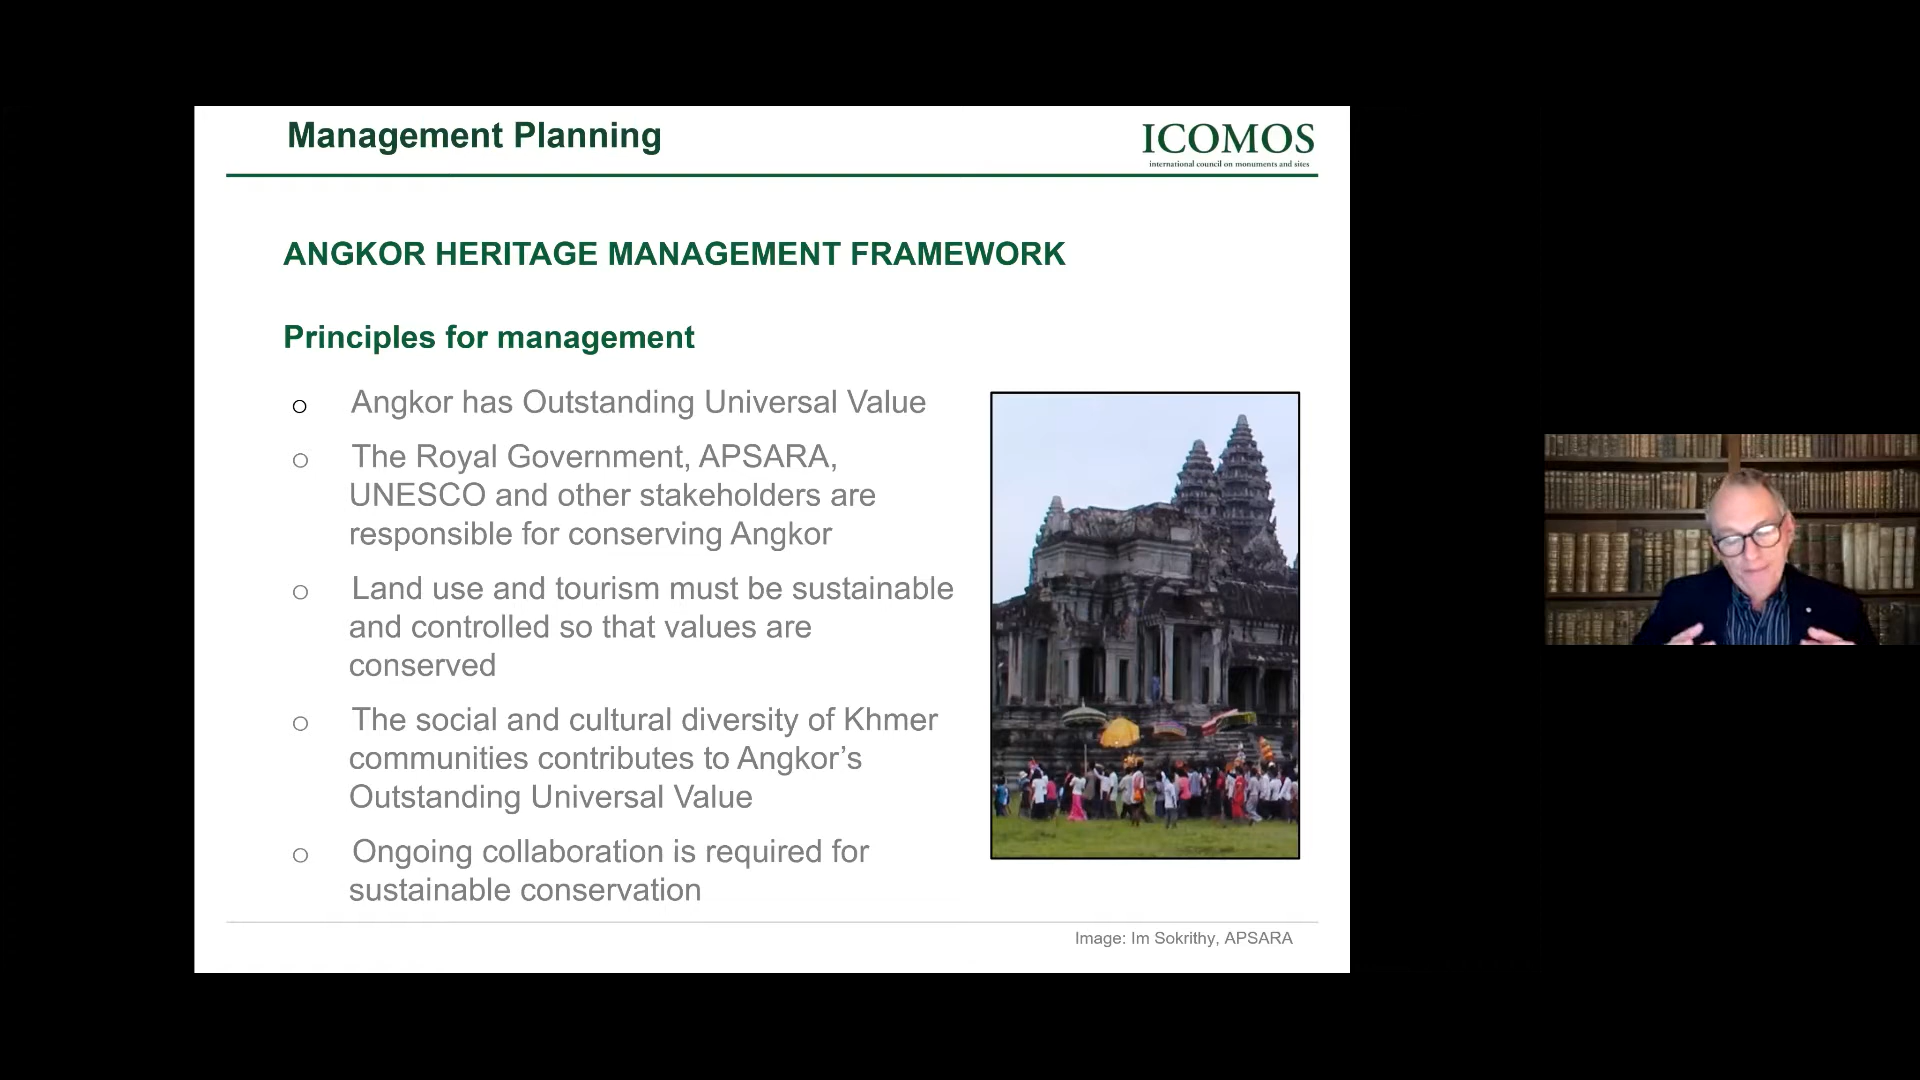 Management Planning
ICOMOS
international council on monuments and sites
ANGKOR HERITAGE MANAGEMENT FRAMEWORK
Principles for management
o Angkor has Outstanding Universal Value
o The Royal Government, APSARA,
UNESCO and other stakeholders are
responsible for conserving Angkor
o Land use and tourism must be sustainable
and controlled so that values are
conserved
o The social and cultural diversity of Khmer
communities contributes to Angkor’s
Outstanding Universal Value
o Ongoing collaboration is required for
sustainable conservation
Image: Im Sokrithy, APSARA